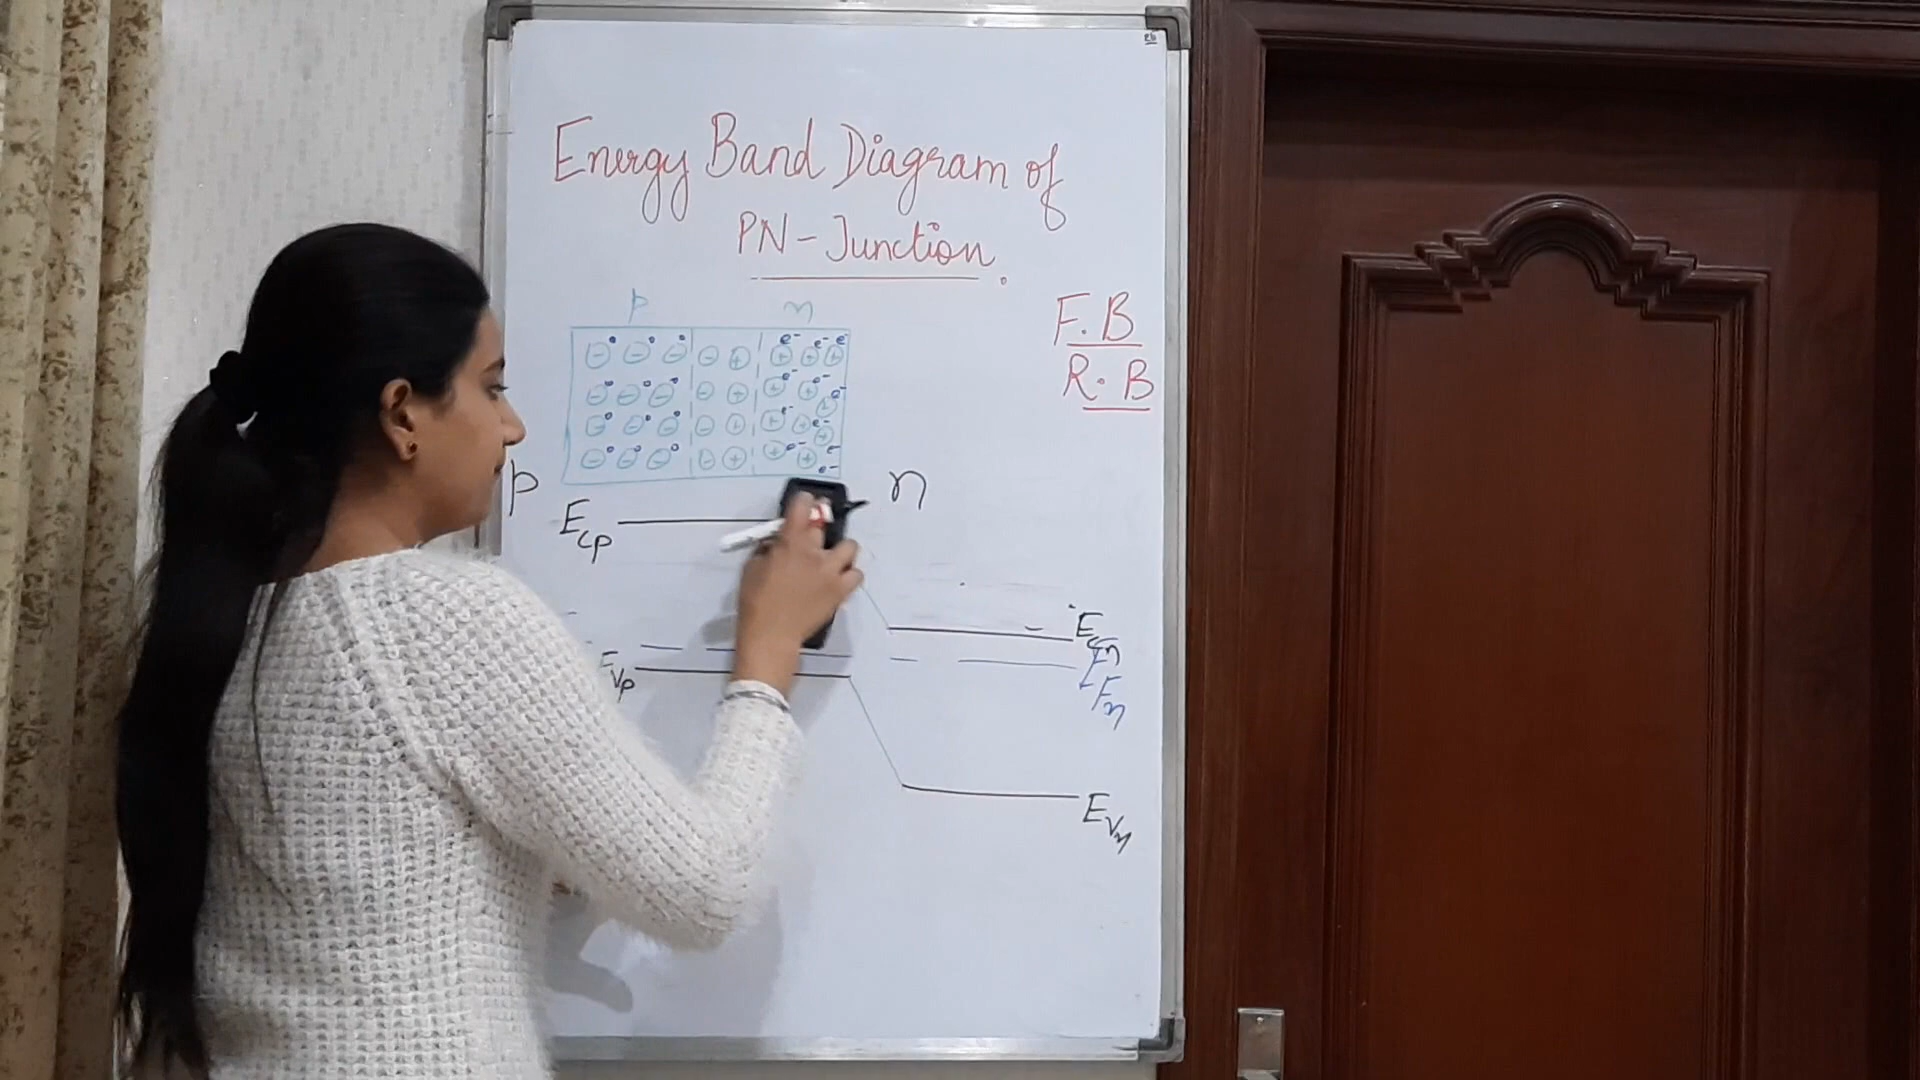 Energy Band Diagram of
PN-Junction.
F.B
R.B
p n
p n
E_cp
E_cn
E_vp
E_Fn
E_vn